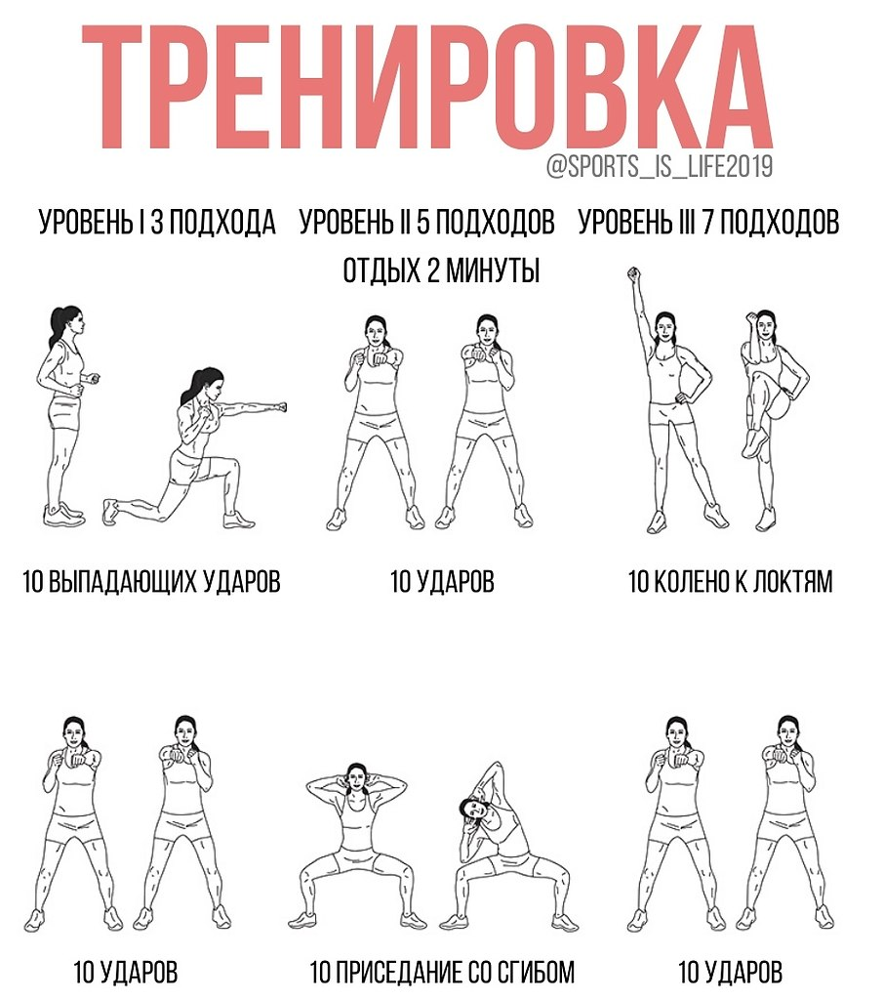 ТРЕНИРОВКА
@SPORTS_IS_LIFE2019
УРОВЕНЬ I 3 ПОДХОДА УРОВЕНЬ II 5 ПОДХОДОВ УРОВЕНЬ III 7 ПОДХОДОВ
ОТДЫХ 2 МИНУТЫ
10 ВЫПАДАЮЩИХ УДАРОВ
10 УДАРОВ
10 КОЛЕНО К ЛОКТЯМ
10 УДАРОВ
10 ПРИСЕДАНИЕ СО СГИБОМ
10 УДАРОВ